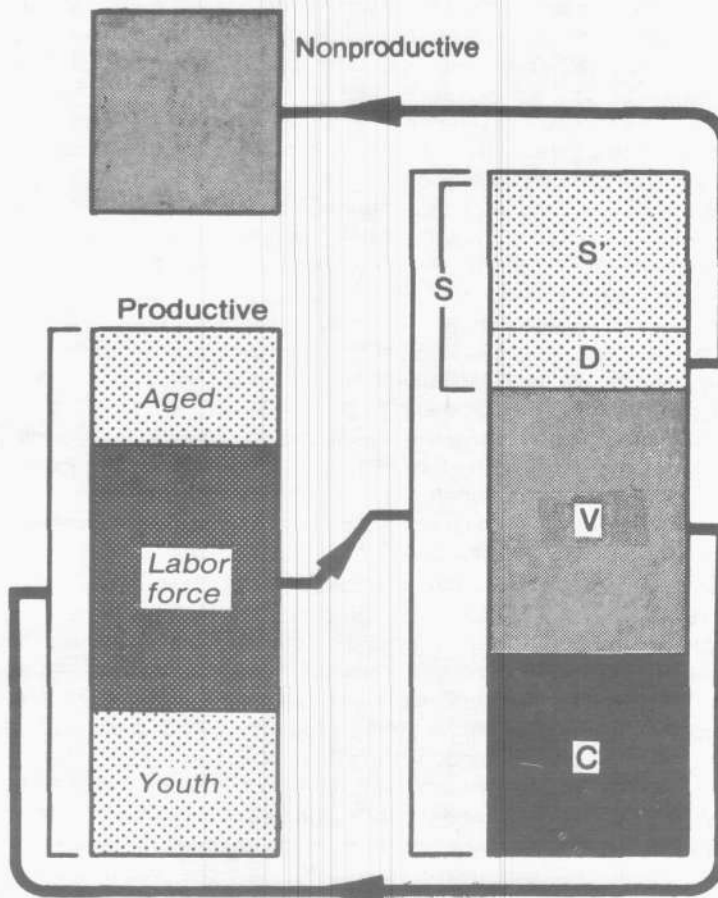 Nonproductive
S'
S
Productive
D
Aged
V
Labor
force
C
Youth